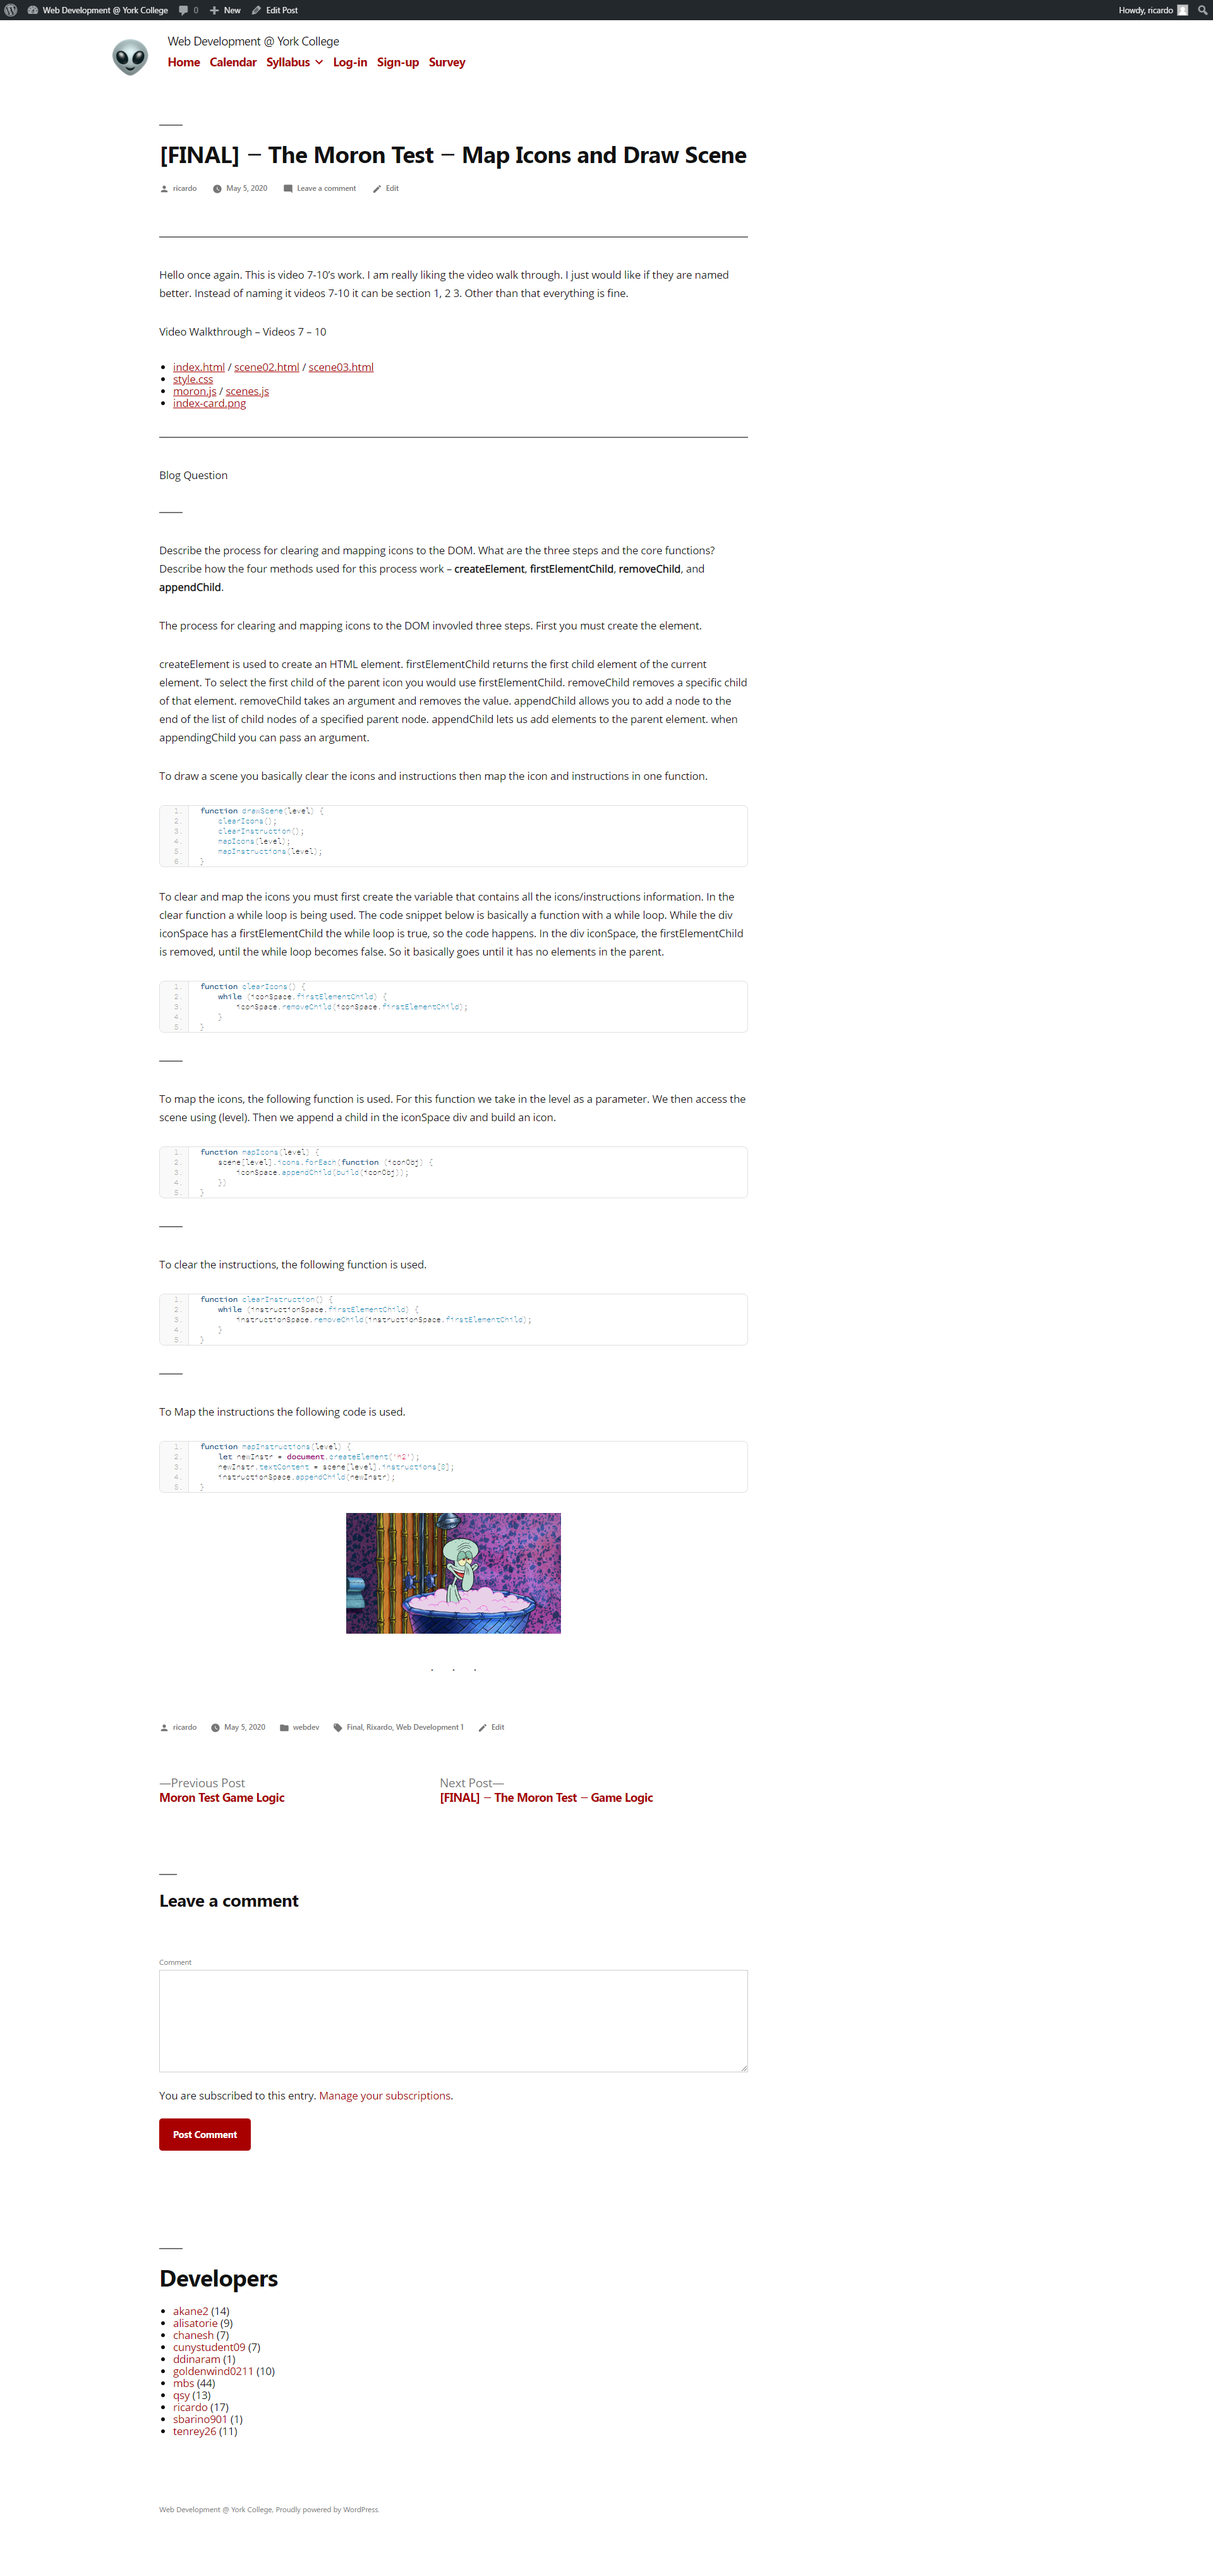 Web Development @ York College 0 New Edit Post Howdy, ricardo
Web Development @ York College
Home Calendar Syllabus Log-in Sign-up Survey
[FINAL] – The Moron Test – Map Icons and Draw Scene
ricardo May 5, 2020 Leave a comment Edit
Hello once again. This is video 7-10’s work. I am really liking the video walk through. I just would like if they are named
better. Instead of naming it videos 7-10 it can be section 1, 2 3. Other than that everything is fine.
Video Walkthrough – Videos 7 – 10
index.html / scene02.html / scene03.html
style.css
moron.js / scenes.js
index-card.png
Blog Question
Describe the process for clearing and mapping icons to the DOM. What are the three steps and the core functions?
Describe how the four methods used for this process work – createElement, firstElementChild, removeChild, and
appendChild.
The process for clearing and mapping icons to the DOM invovled three steps. First you must create the element.
createElement is used to create an HTML element. firstElementChild returns the first child element of the current
element. To select the first child of the parent icon you would use firstElementChild. removeChild removes a specific child
of that element. removeChild takes an argument and removes the value. appendChild allows you to add a node to the
end of the list of child nodes of a specified parent node. appendChild lets us add elements to the parent element. when
appendingChild you can pass an argument.
To draw a scene you basically clear the icons and instructions then map the icon and instructions in one function.
1. function drawScene(level) {
2. clearIcons();
3. clearInstruction();
4. mapIcons(level);
5. mapInstructions(level);
6. }
To clear and map the icons you must first create the variable that contains all the icons/instructions information. In the
clear function a while loop is being used. The code snippet below is basically a function with a while loop. While the div
iconSpace has a firstElementChild the while loop is true, so the code happens. In the div iconSpace, the firstElementChild
is removed, until the while loop becomes false. So it basically goes until it has no elements in the parent.
1. function clearIcons() {
2. while (iconSpace.firstElementChild) {
3. iconSpace.removeChild(iconSpace.firstElementChild);
4. }
5. }
To map the icons, the following function is used. For this function we take in the level as a parameter. We then access the
scene using (level). Then we append a child in the iconSpace div and build an icon.
1. function mapIcons(level) {
2. scene[level].icons.forEach(function (iconObj) {
3. iconSpace.appendChild(build(iconObj));
4. })
5. }
To clear the instructions, the following function is used.
1. function clearInstruction() {
2. while (instructionSpace.firstElementChild) {
3. instructionSpace.removeChild(instructionSpace.firstElementChild);
4. }
5. }
To Map the instructions the following code is used.
1. function mapInstructions(level) {
2. let newInstr = document.createElement('h2');
3. newInstr.textContent = scene[level].instructions[0];
4. instructionSpace.appendChild(newInstr);
5. }
. . .
ricardo May 5, 2020 webdev Final, Rixardo, Web Development 1 Edit
—Previous Post Next Post—
Moron Test Game Logic [FINAL] – The Moron Test – Game Logic
Leave a comment
Comment
You are subscribed to this entry. Manage your subscriptions.
Post Comment
Developers
akane2 (14)
alisatorie (9)
chanesh (7)
cunystudent09 (7)
ddinaram (1)
goldenwind0211 (10)
mbs (44)
qsy (13)
ricardo (17)
sbarino901 (1)
tenrey26 (11)
Web Development @ York College, Proudly powered by WordPress.